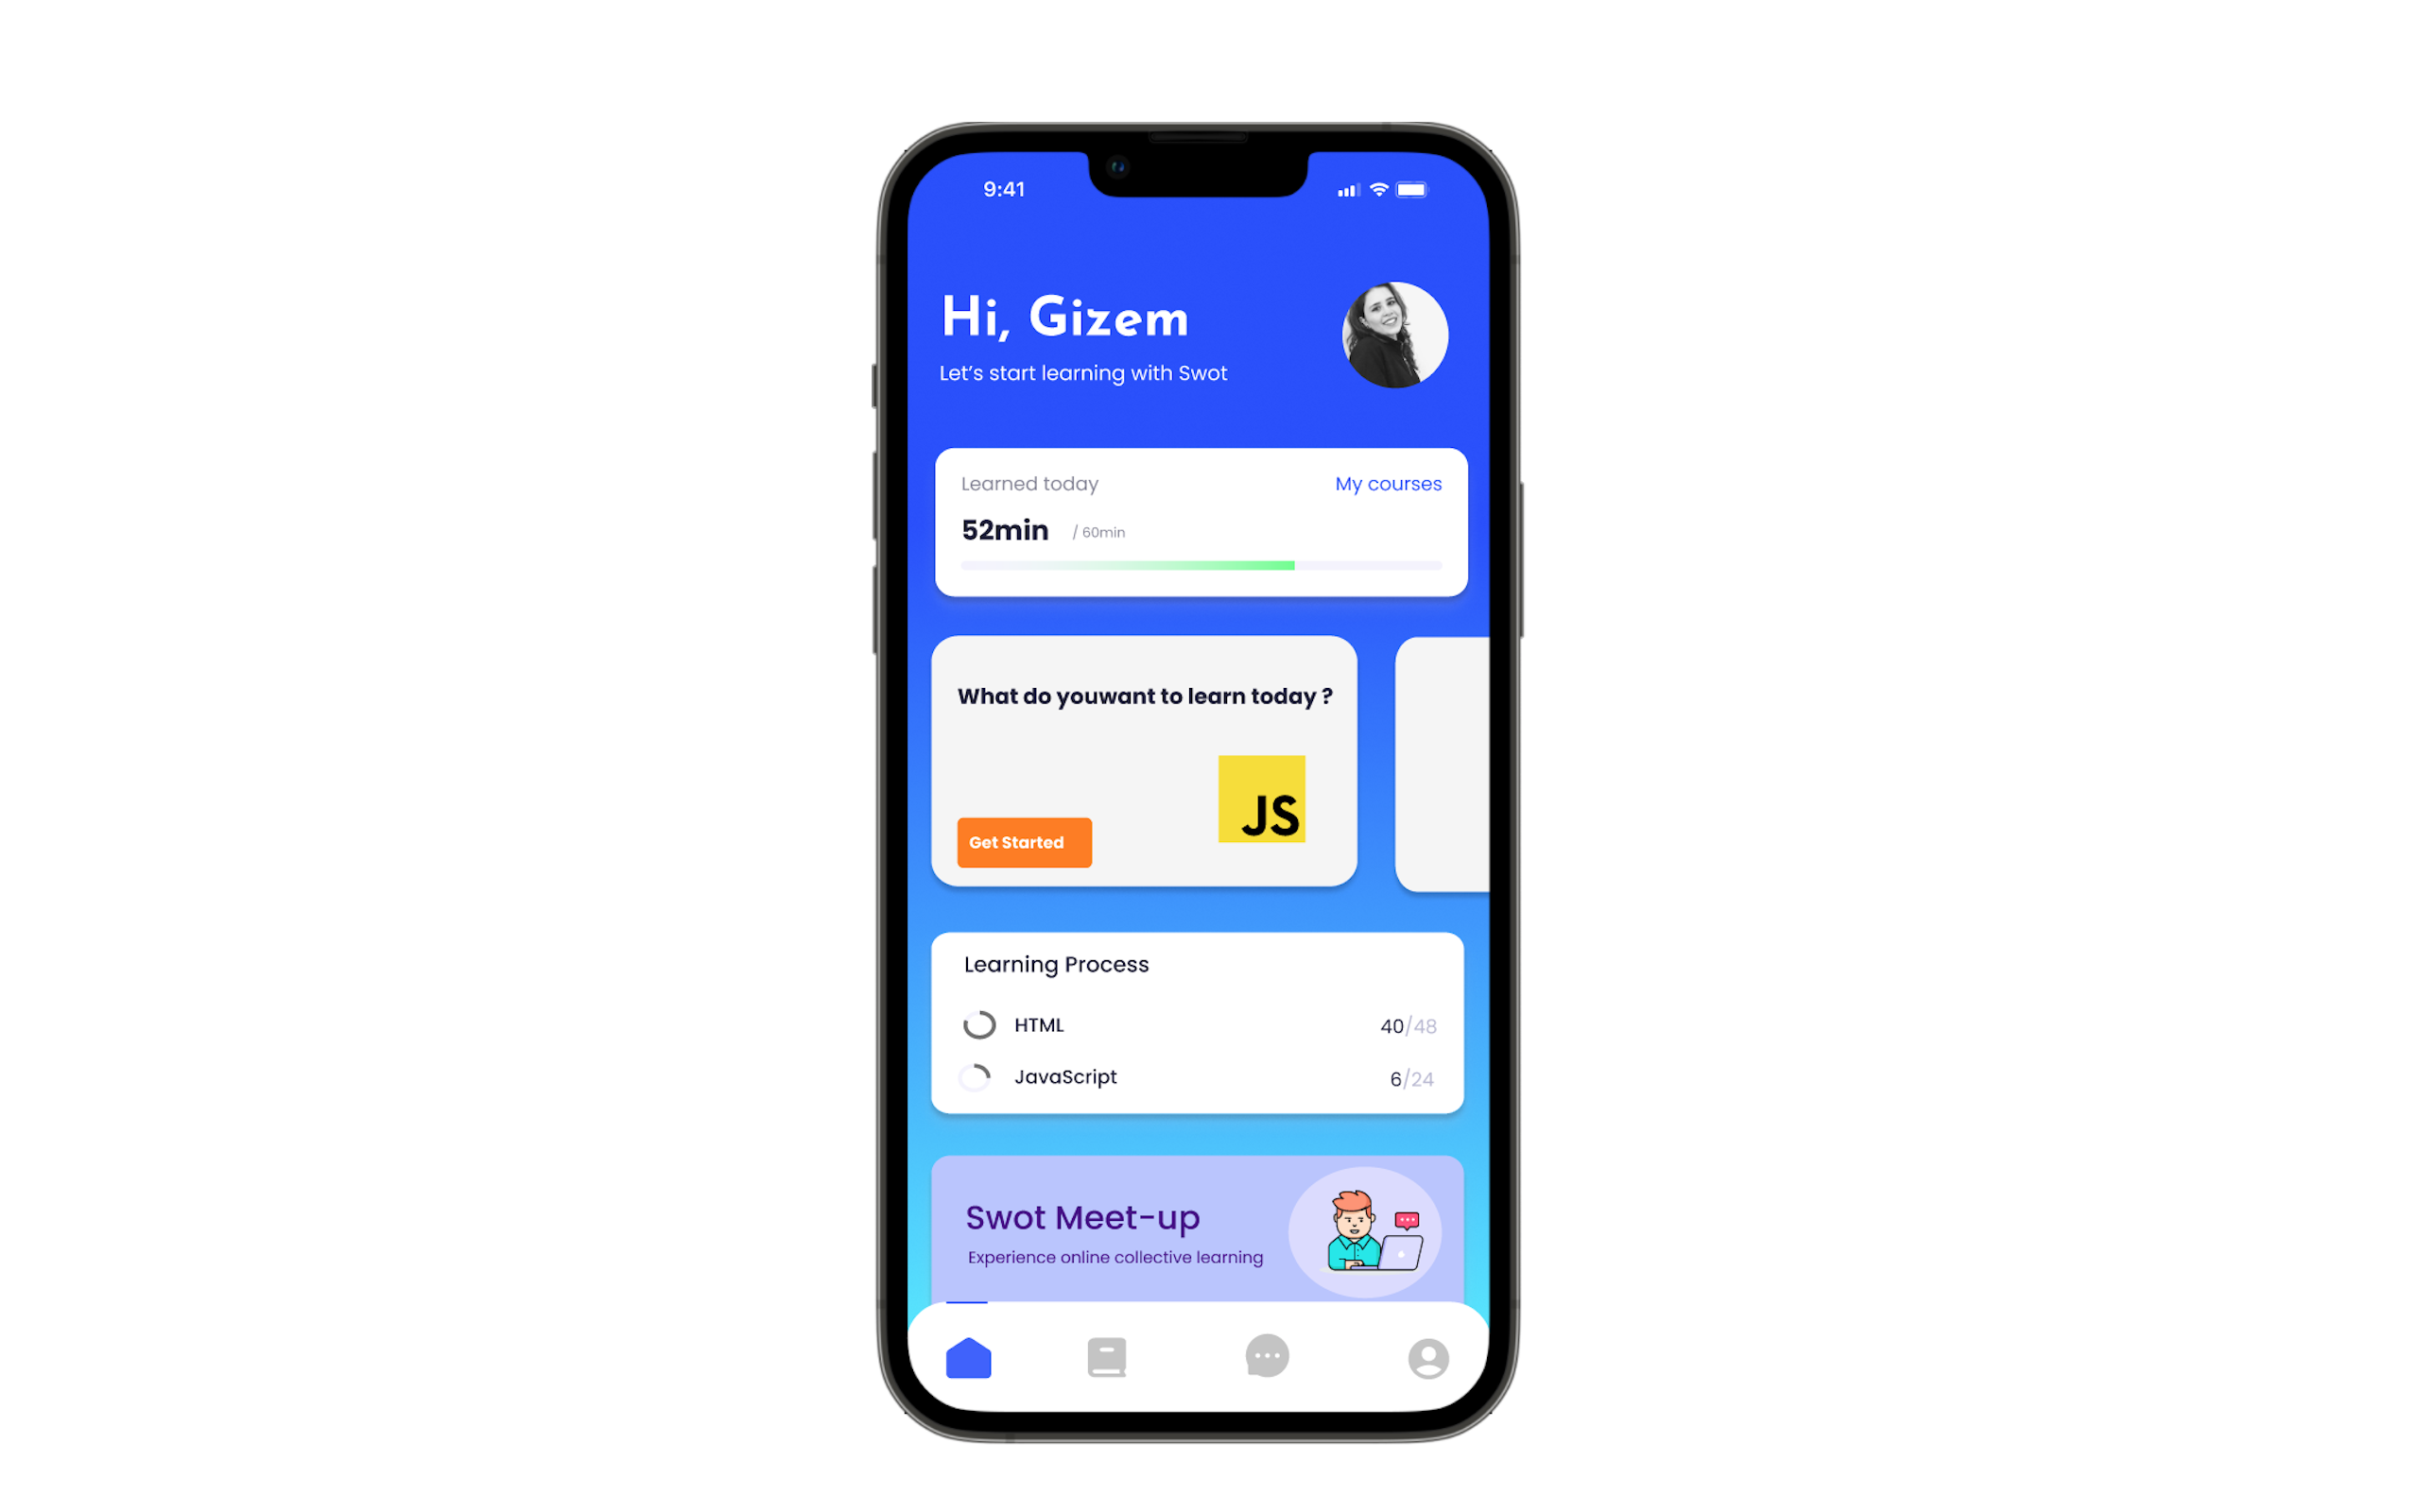 9:41
Hi, Gizem
Let's start learning with Swot
Learned today
My courses
52min / 60min
What do youwant to learn today ?
JS
Get Started
Learning Process
HTML 40/48
JavaScript 6/24
Swot Meet-up
Experience online collective learning